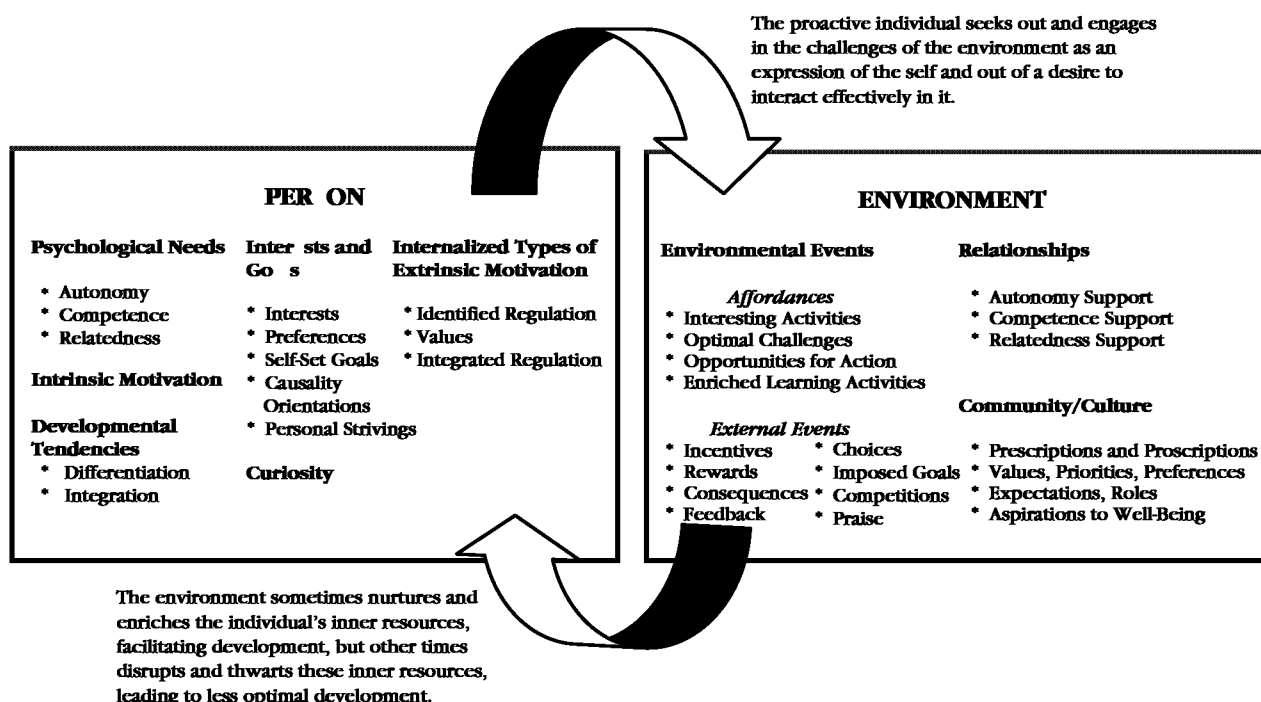 The proactive individual seeks out and engages
in the challenges of the environment as an
expression of the self and out of a desire to
interact effectively in it.
PER ON
Psychological Needs
* Autonomy
* Competence
* Relatedness
Intrinsic Motivation
Developmental
Tendencies
* Differentiation
* Integration
Inter sts and
Go s
* Interests
* Preferences
* Self-Set Goals
* Causality
Orientations
* Personal Strivings
Curiosity
Internalized Types of
Extrinsic Motivation
* Identified Regulation
* Values
* Integrated Regulation
ENVIRONMENT
Environmental Events
Affordances
* Interesting Activities
* Optimal Challenges
* Opportunities for Action
* Enriched Learning Activities
External Events
* Incentives
* Rewards
* Consequences
* Feedback
* Choices
* Imposed Goals
* Competitions
* Praise
Relationships
* Autonomy Support
* Competence Support
* Relatedness Support
Community/Culture
* Prescriptions and Proscriptions
* Values, Priorities, Preferences
* Expectations, Roles
* Aspirations to Well-Being
The environment sometimes nurtures and
enriches the individual's inner resources,
facilitating development, but other times
disrupts and thwarts these inner resources,
leading to less optimal development.